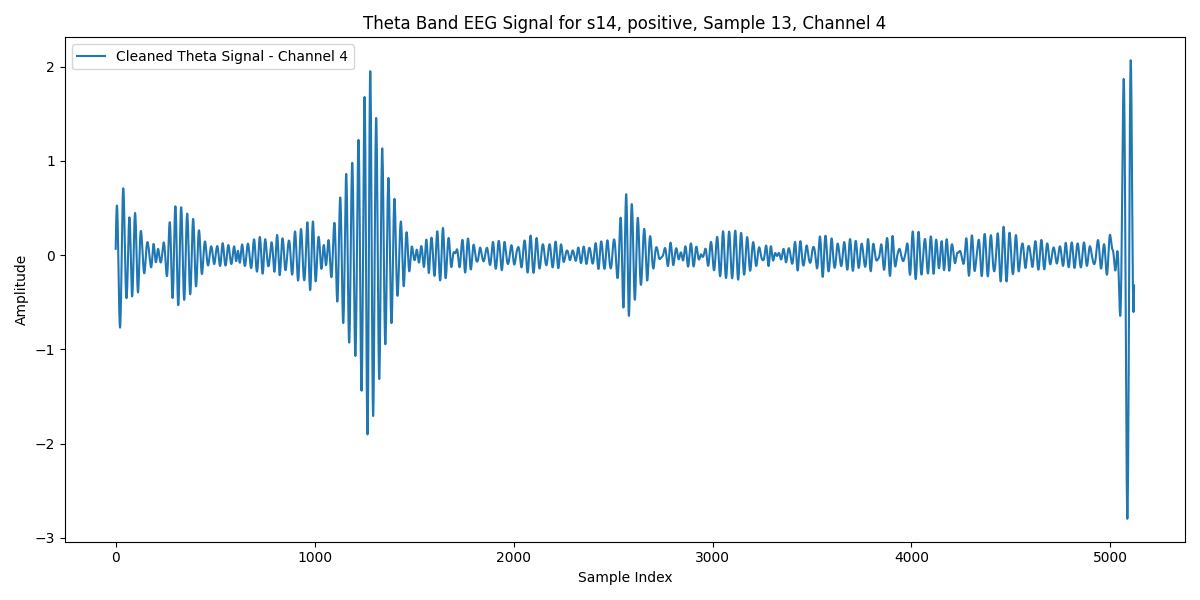 Theta Band EEG Signal for s14, positive, Sample 13, Channel 4
Cleaned Theta Signal - Channel 4
Amplitude
2
1
0
−1
−2
−3
0 1000 2000 3000 4000 5000
Sample Index